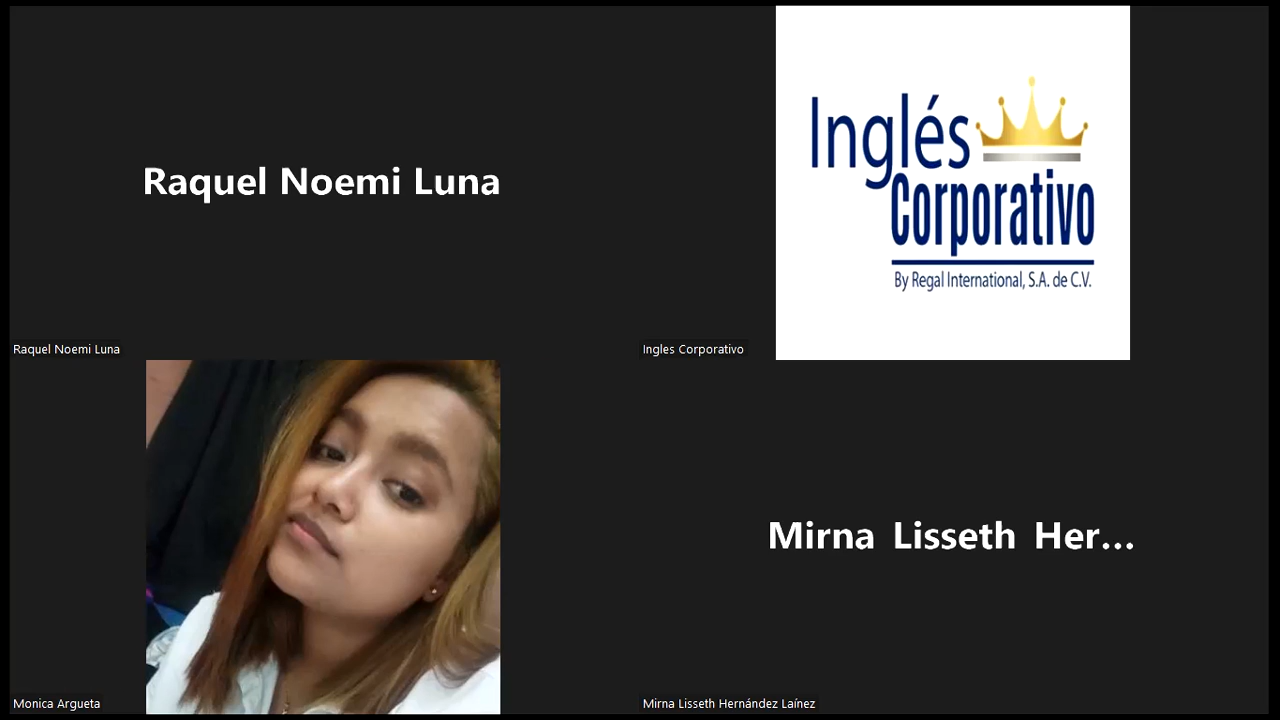 Raquel Noemi Luna
Inglés
Corporativo
By Regal International, S.A. de C.V.
Raquel Noemi Luna
Ingles Corporativo
Mirna Lisseth Her...
Monica Argueta
Mirna Lisseth Hernández Laínez